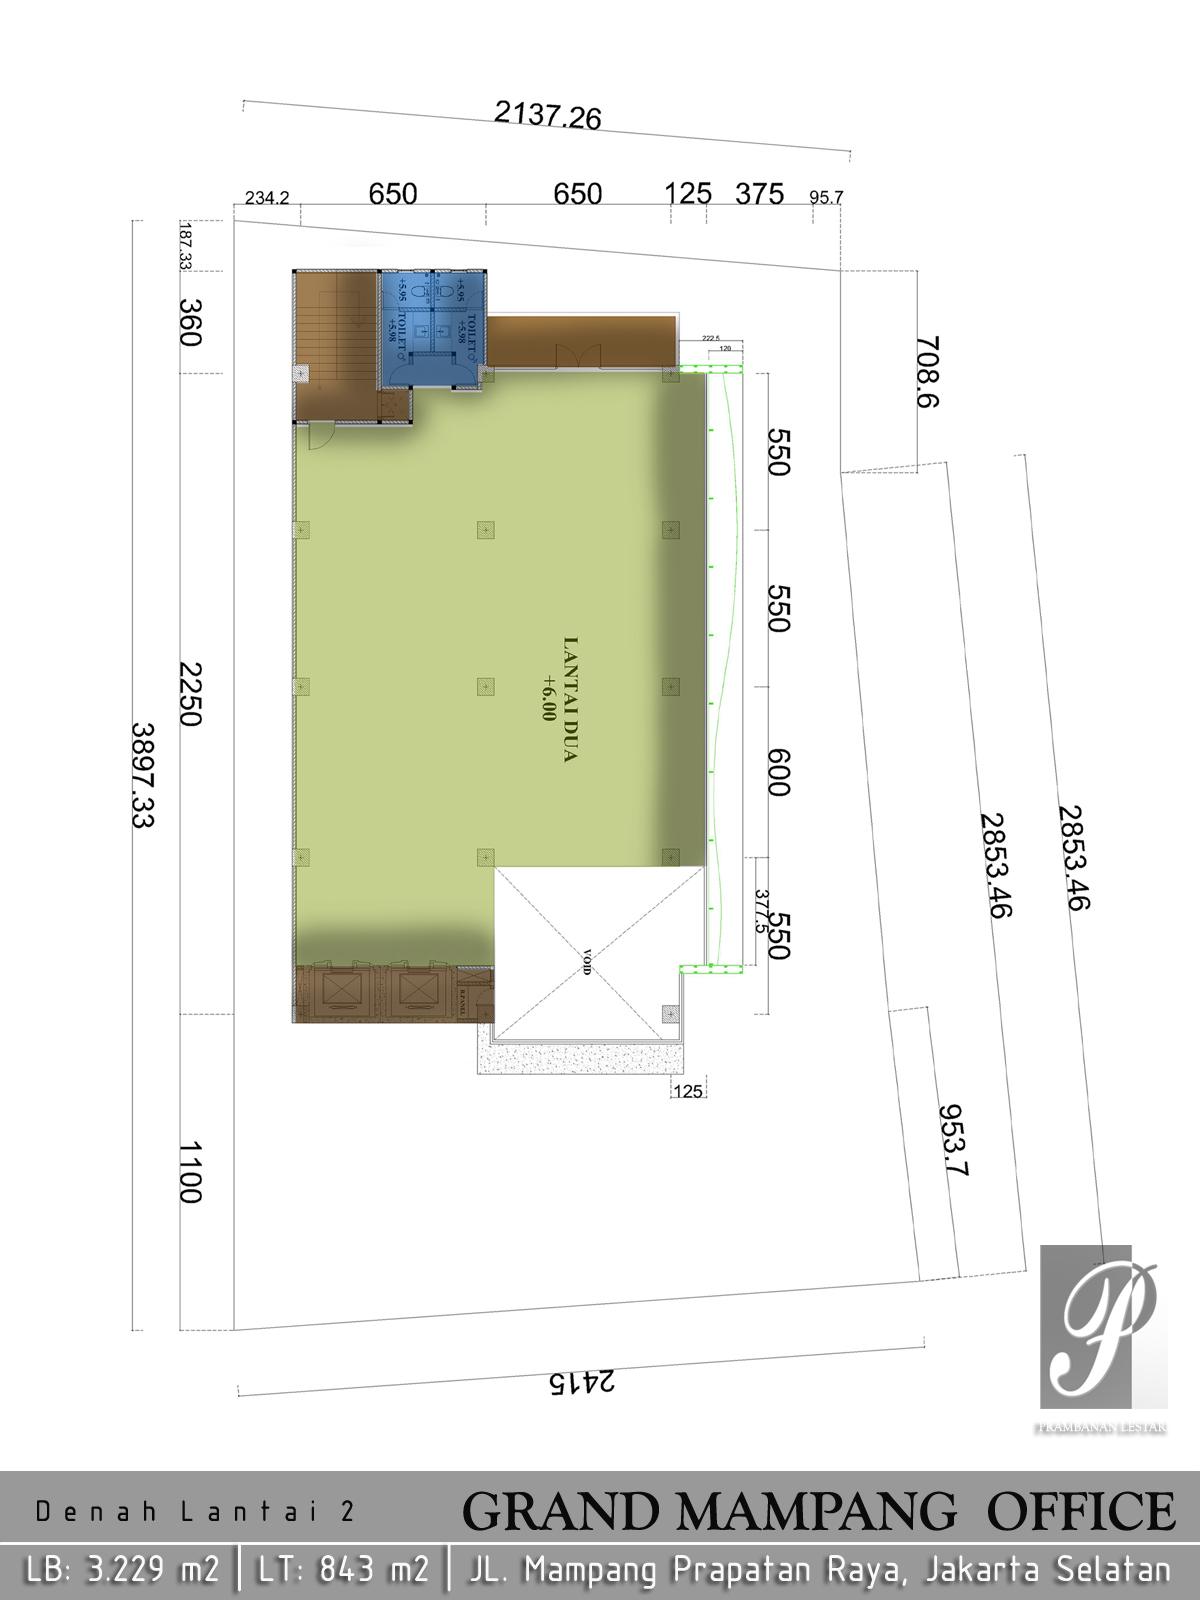 2137.26
234.2 650 650 125 375 95.7
187.33
360
2250
1100
3897.33
+5.95
+5.95
TOILET
+5.98
TOILET
+5.98
222.5
120
708.6
550
550
600
550
377.5
LANTAI DUA
+6.00
VOID
R.PANEL
125
2853.46
2853.46
953.7
2415
P
PRAMBANAN LESTARI
Denah Lantai 2
GRAND MAMPANG OFFICE
LB: 3.229 m2 LT: 843 m2 JL. Mampang Prapatan Raya, Jakarta Selatan